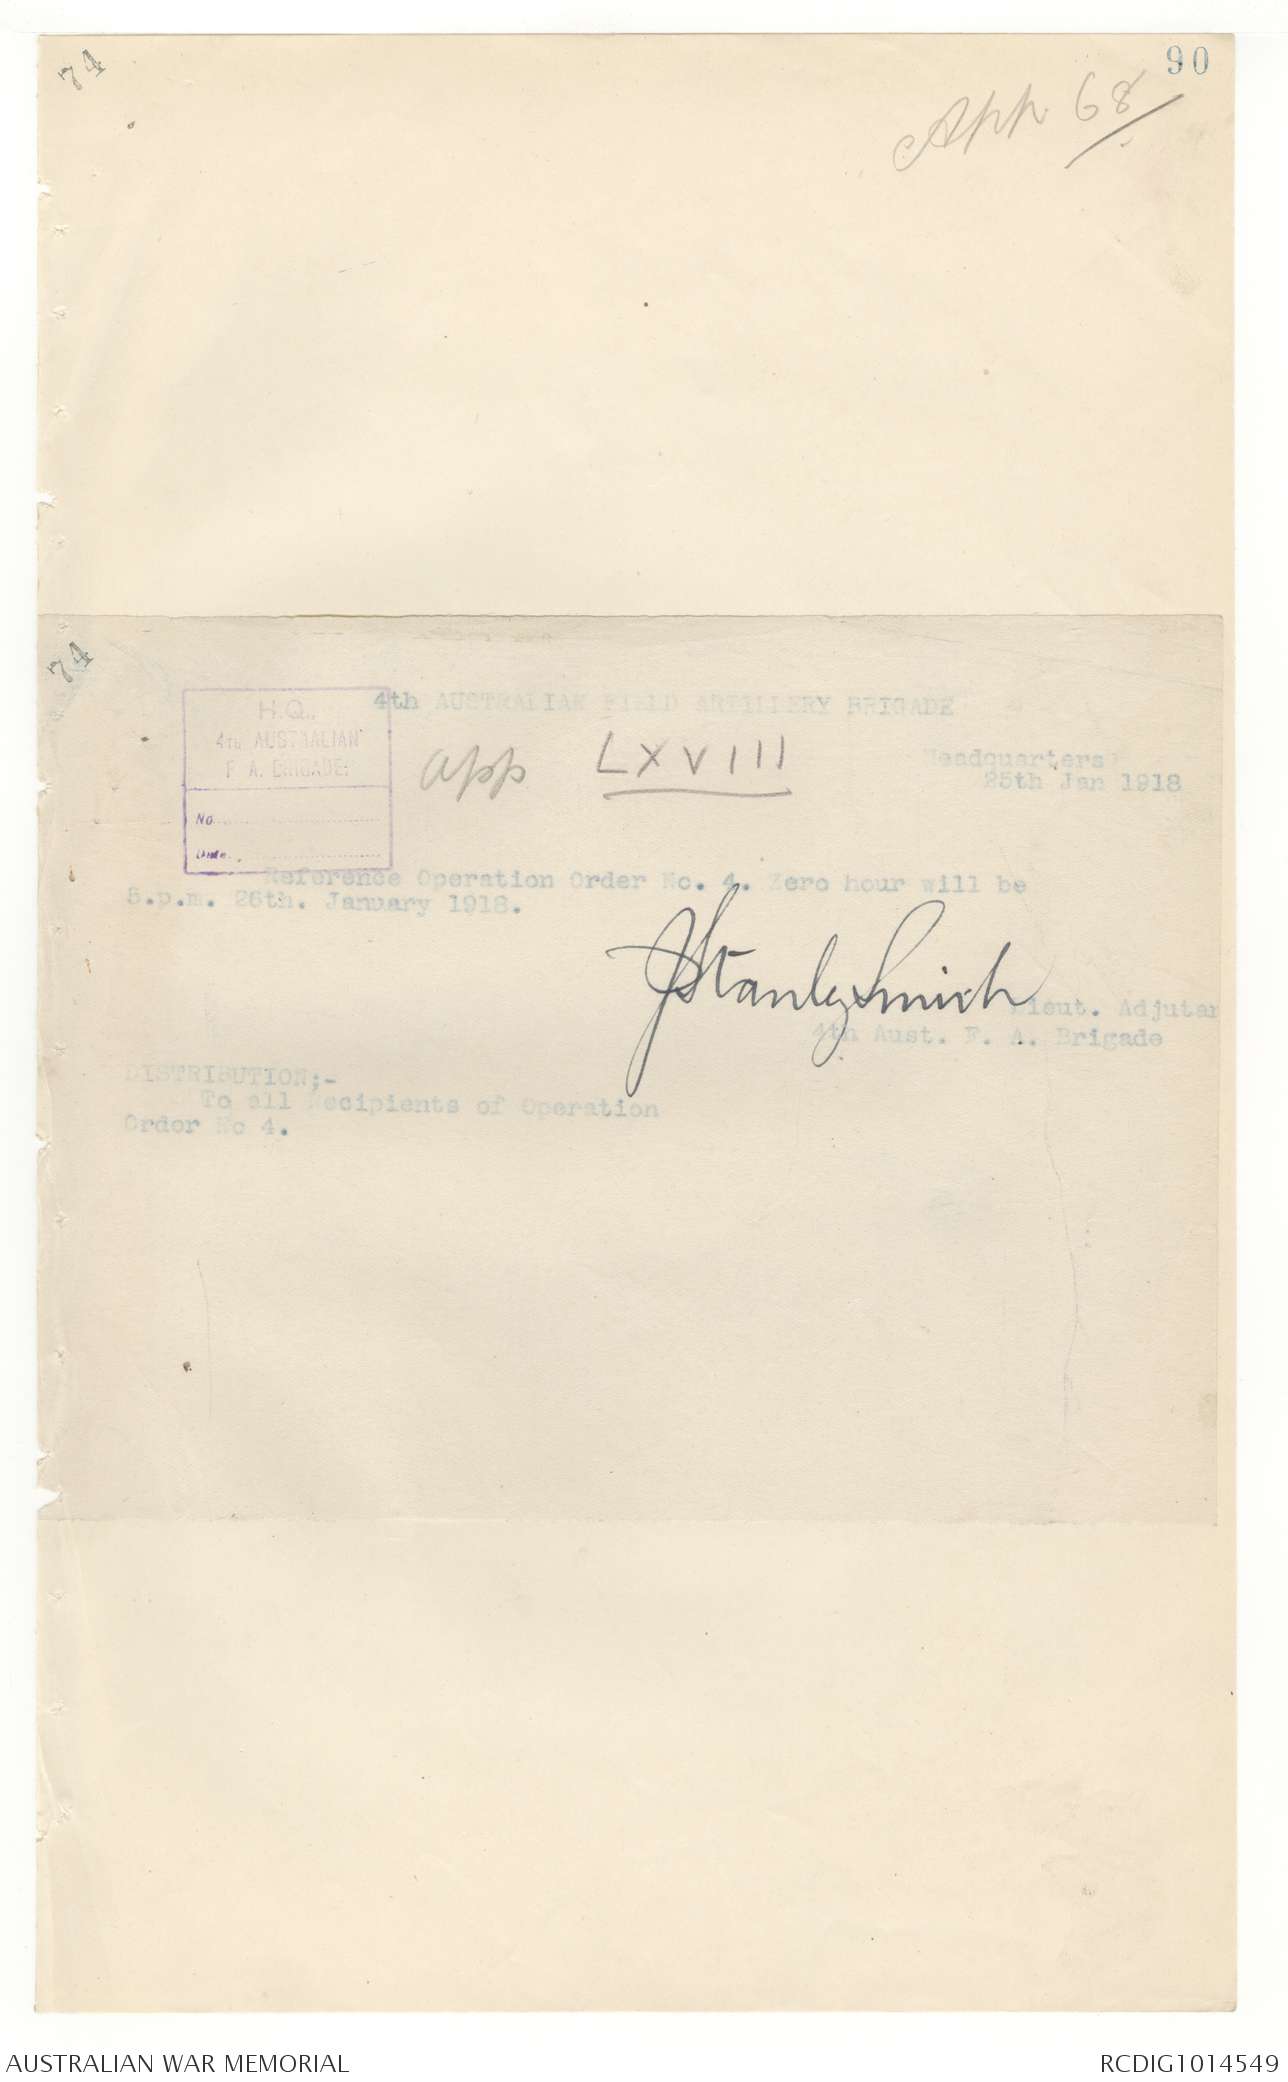 74
90
App 68
74
4th AUSTRALIAN FIELD ARTILLERY BRIGADE
H.Q.,
4TH AUSTRALIAN
F. A. BRIGADE.
No
Date
App LXVIII
Headquarters
25th Jan 1918
Reference Operation Order No. 4. Zero hour will be
5.p.m. 26th. January 1918.
JStanleySmith
Lieut. Adjutan
4th Aust. F. A. Brigade
DISTRIBUTION;-
To all Recipients of Operation
Order No 4.
AUSTRALIAN WAR MEMORIAL
RCDIG1014549